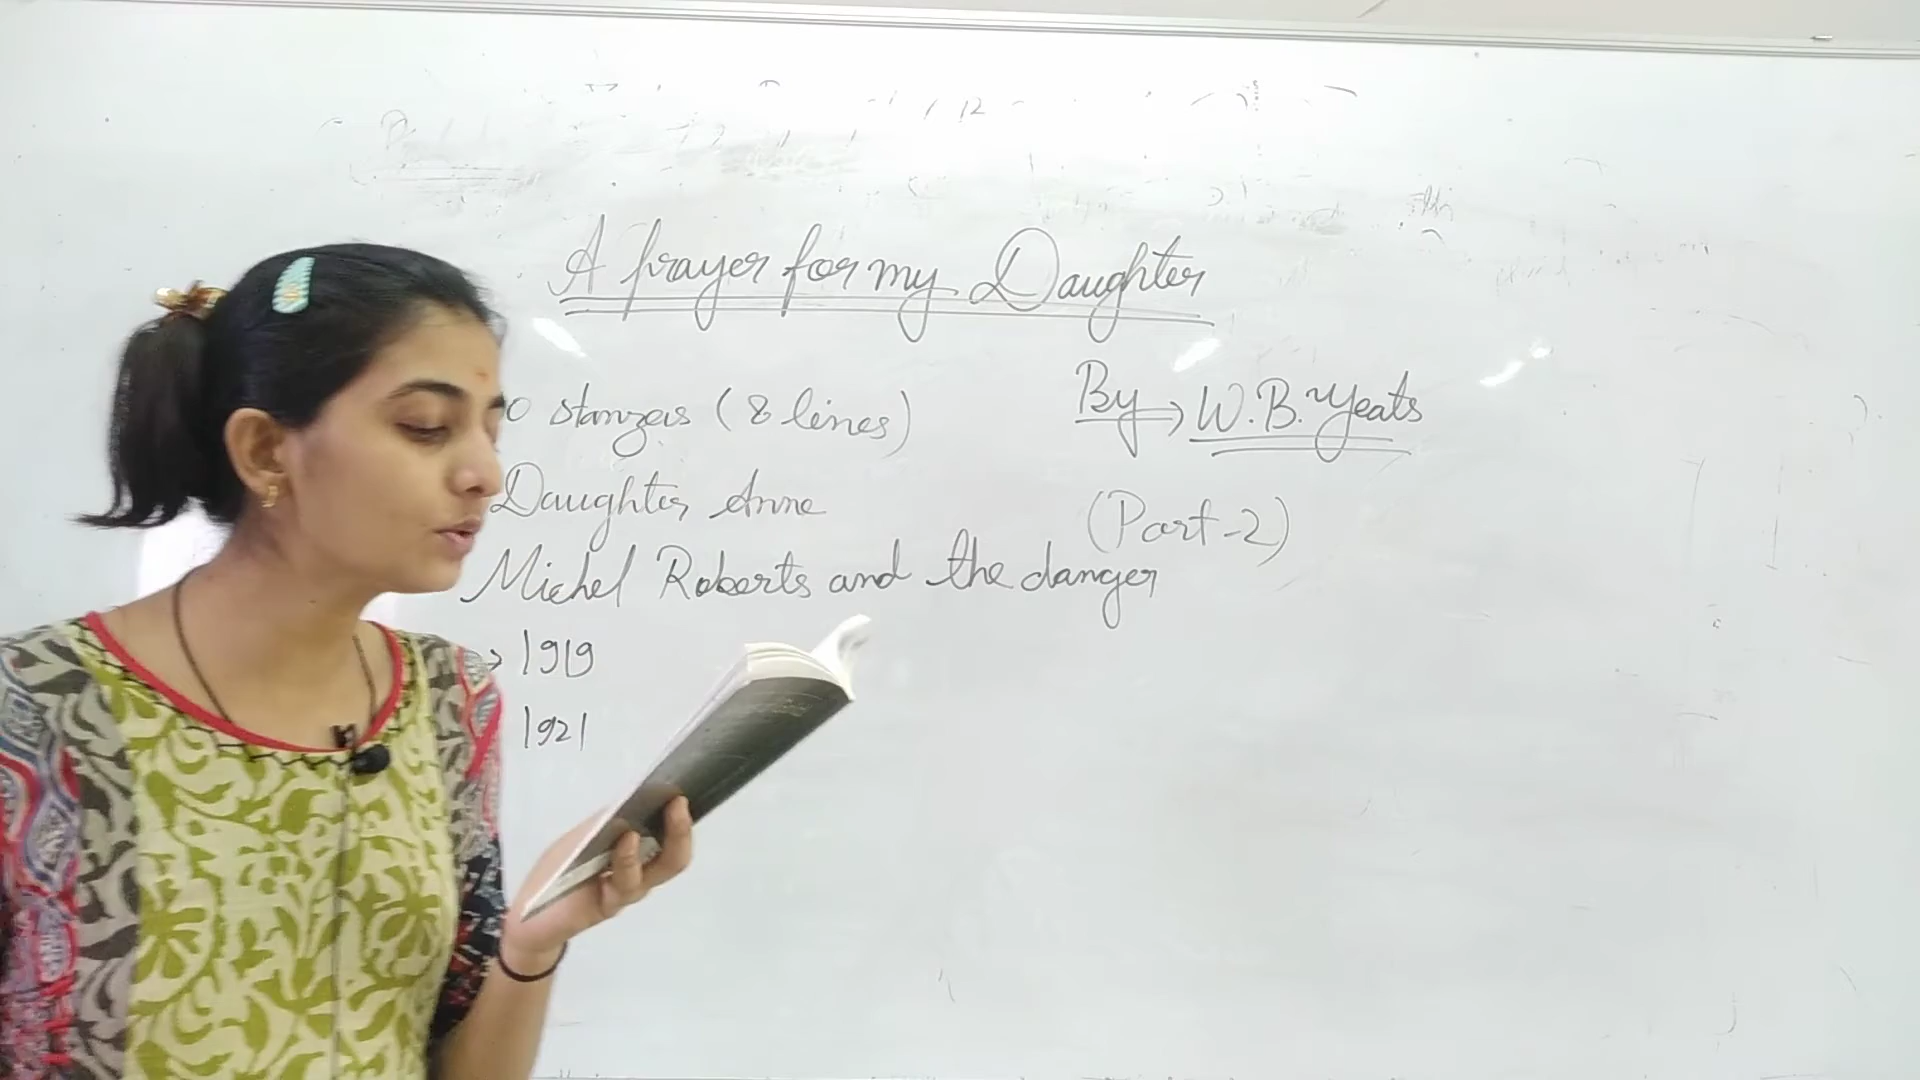 A prayer for my Daughter
0 stanzas (8 lines)
By → W.B. Yeats
Daughter, Anne
(Part-2)
Michel Roberts and the danger
→ 1919
1921